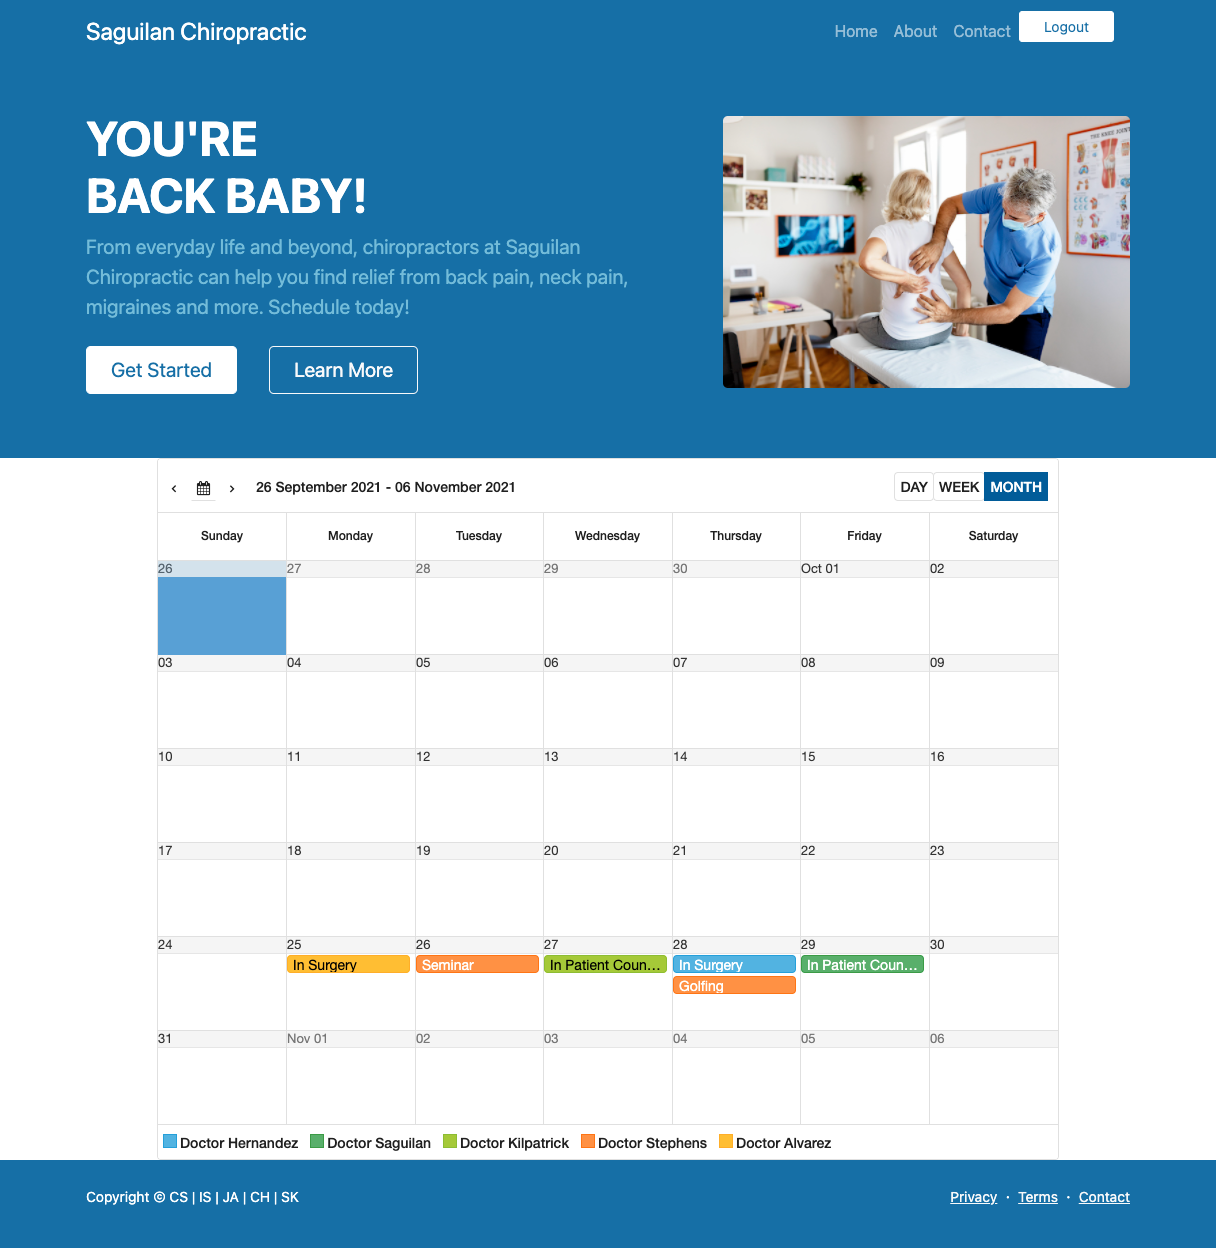 Saguilan Chiropractic
Home About Contact Logout
YOU'RE
BACK BABY!
From everyday life and beyond, chiropractors at Saguilan
Chiropractic can help you find relief from back pain, neck pain,
migraines and more. Schedule today!
Get Started Learn More
THE KNEE JOINT
26 September 2021 - 06 November 2021 DAY WEEK MONTH
Sunday Monday Tuesday Wednesday Thursday Friday Saturday
26 27 28 29 30 Oct 01 02
03 04 05 06 07 08 09
10 11 12 13 14 15 16
17 18 19 20 21 22 23
24 25 26 27 28 29 30
In Surgery Seminar In Patient Coun... In Surgery In Patient Coun...
Golfing
31 Nov 01 02 03 04 05 06
Doctor Hernandez Doctor Saguilan Doctor Kilpatrick Doctor Stephens Doctor Alvarez
Copyright © CS | IS | JA | CH | SK Privacy · Terms · Contact